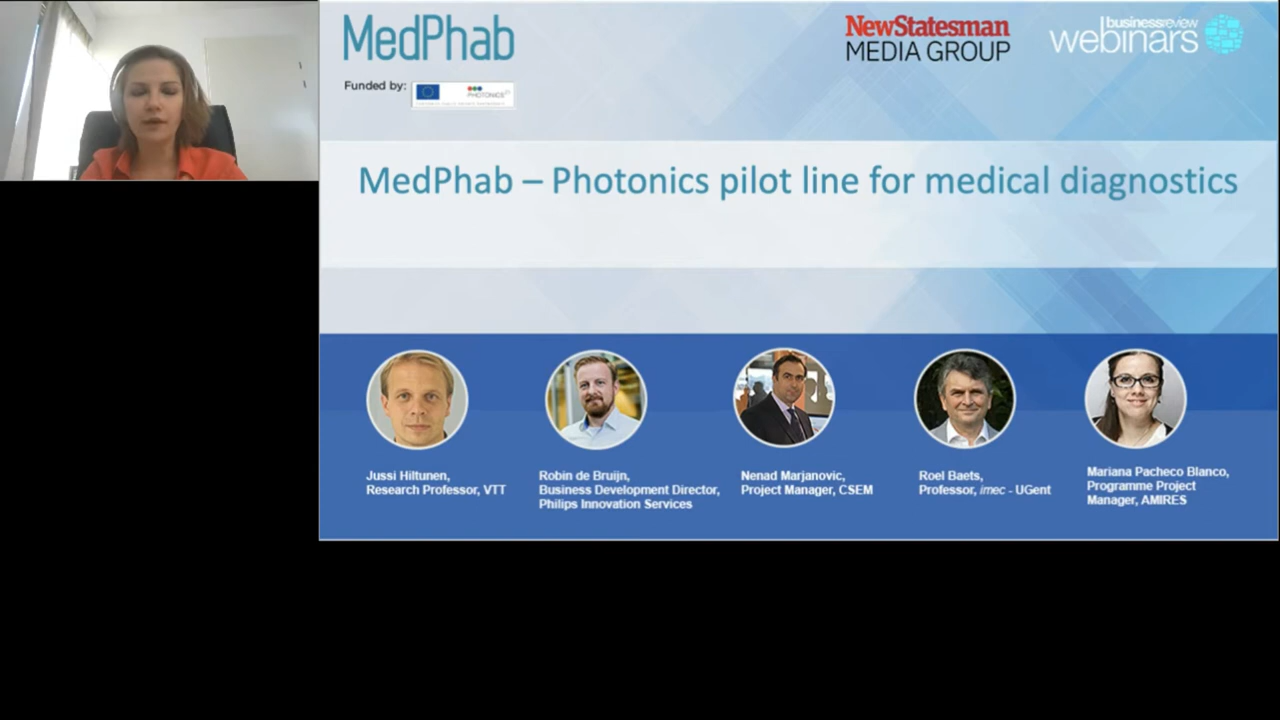 MedPhab
NewStatesman
MEDIA GROUP
businessreview
webinars
Funded by:
PHOTONICS
MedPhab – Photonics pilot line for medical diagnostics
Jussi Hiltunen,
Research Professor, VTT
Robin de Bruijn,
Business Development Director,
Philips Innovation Services
Nenad Marjanovic,
Project Manager, CSEM
Roel Baets,
Professor, imec - UGent
Mariana Pacheco Blanco,
Programme Project
Manager, AMIRES